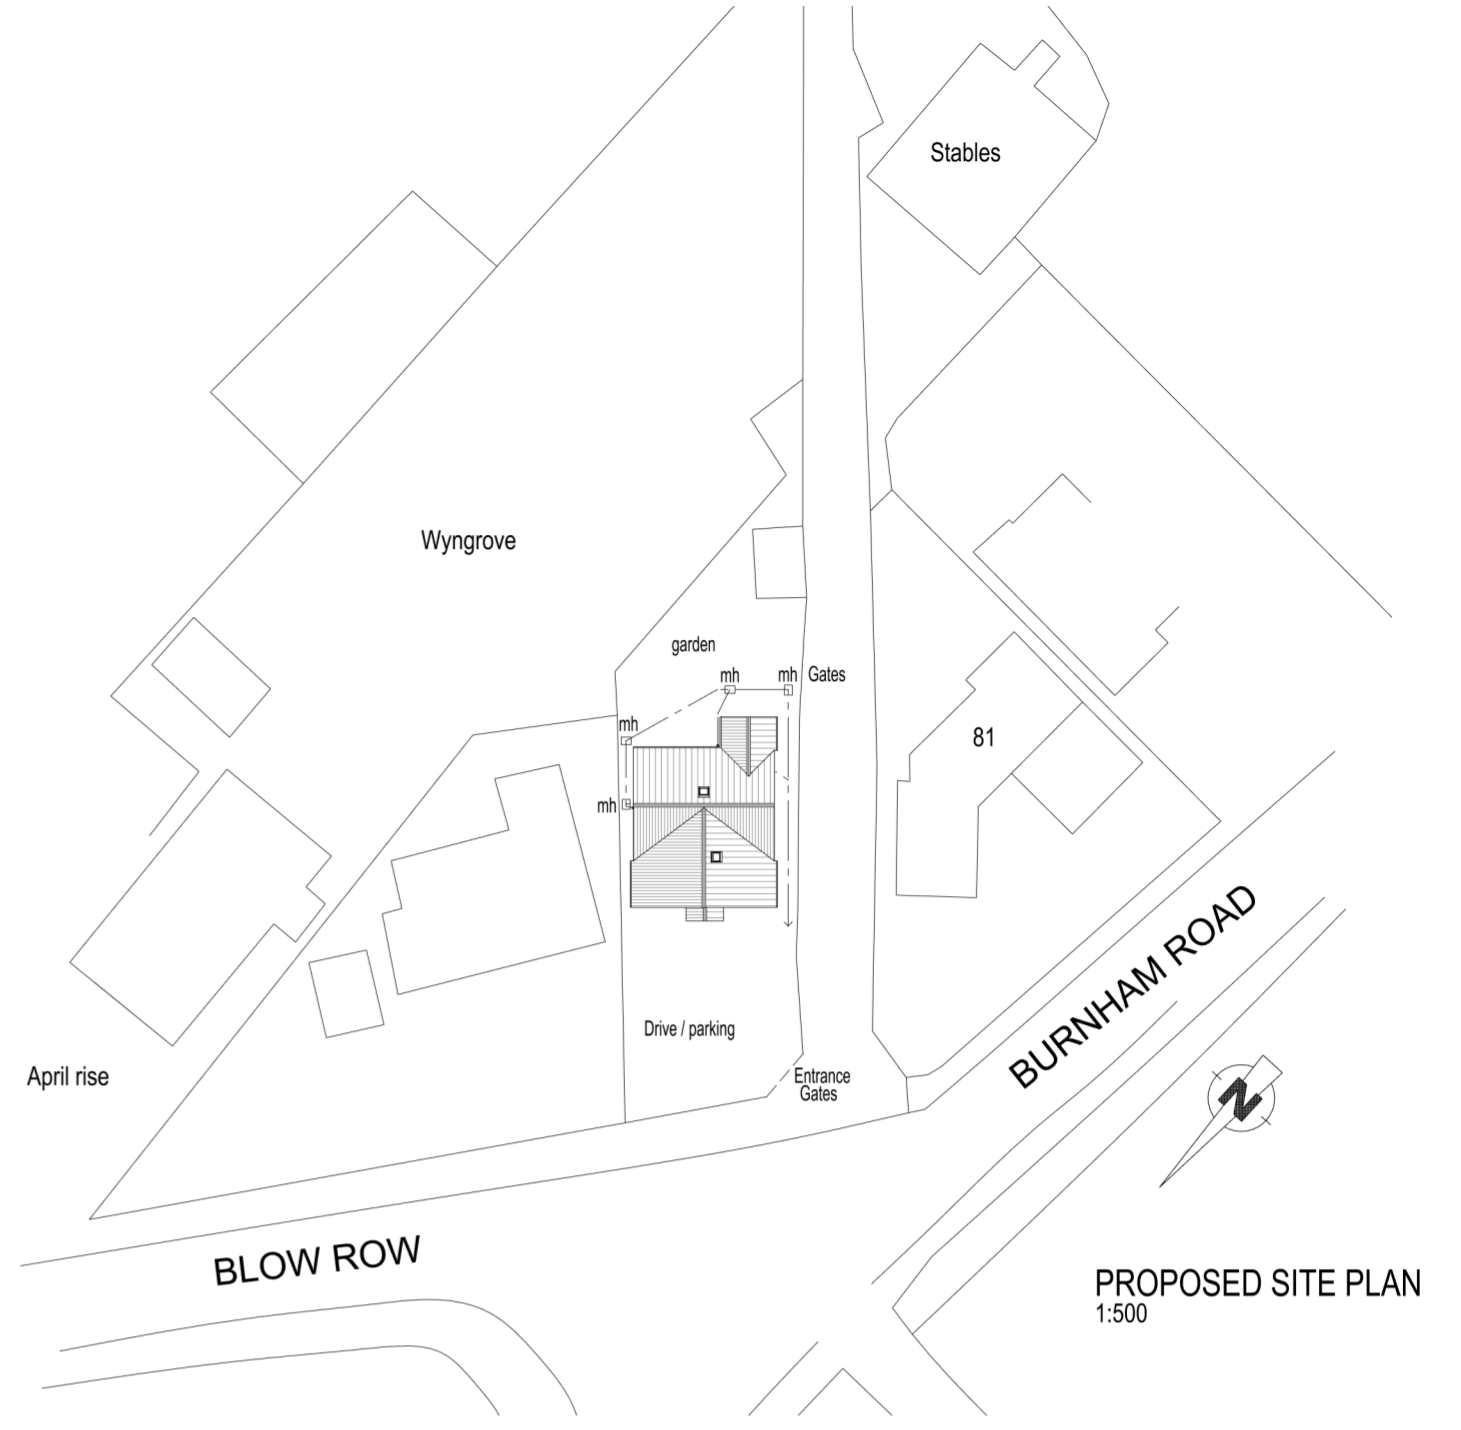 Stables
Wyngrove
garden
mh
mh
Gates
mh
81
mh
BURNHAM ROAD
Drive / parking
April rise
Entrance
Gates
N
BLOW ROW
PROPOSED SITE PLAN
1:500